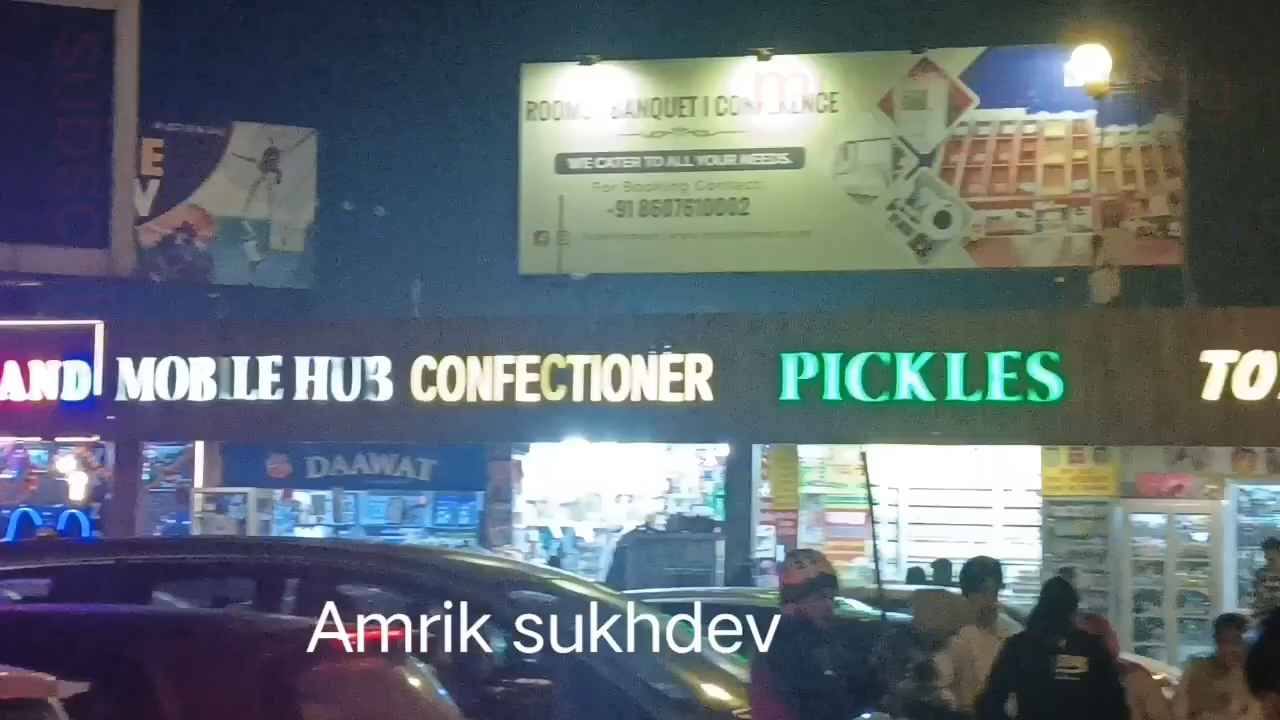 ROOMS BANQUET | CONFERENCE
WE CATER TO ALL YOUR NEEDS.
For Booking Contact:
+91 8607610002
E
W
AND
MOBILE HUB
CONFECTIONER
PICKLES
TO
DAAWAT
Amrik sukhdev